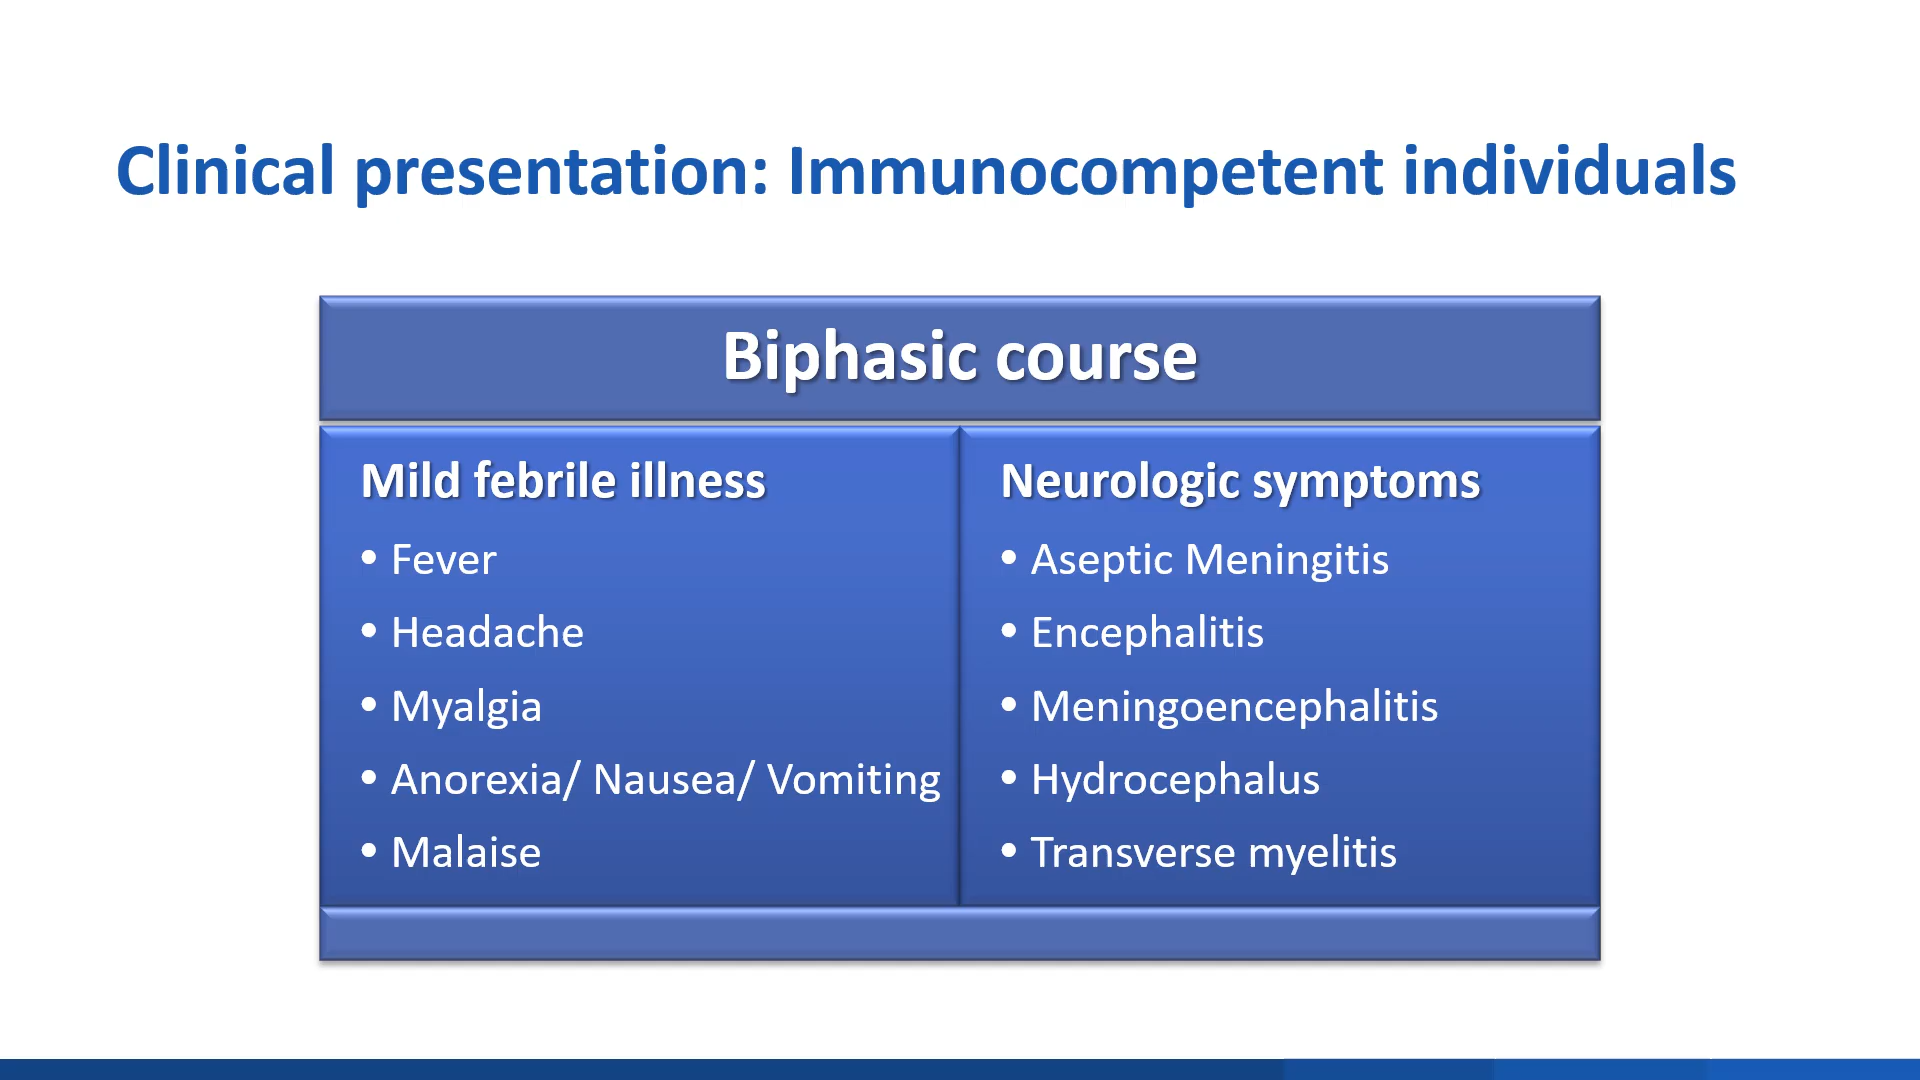 Clinical presentation: Immunocompetent individuals
Biphasic course
Mild febrile illness
• Fever
• Headache
• Myalgia
• Anorexia/ Nausea/ Vomiting
• Malaise
Neurologic symptoms
• Aseptic Meningitis
• Encephalitis
• Meningoencephalitis
• Hydrocephalus
• Transverse myelitis